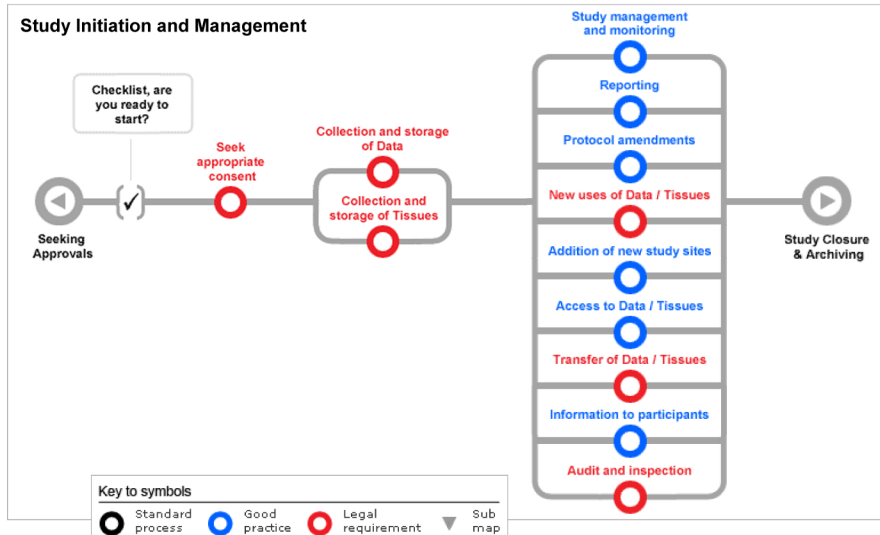 Study Initiation and Management
Checklist, are
you ready to
start?
Seeking
Approvals
Seek
appropriate
consent
Collection and storage
of Data
Collection and
storage of Tissues
Study management
and monitoring
Reporting
Protocol amendments
New uses of Data / Tissues
Addition of new study sites
Access to Data / Tissues
Transfer of Data / Tissues
Information to participants
Audit and inspection
Study Closure
& Archiving
Key to symbols
Standard
process
Good
practice
Legal
requirement
Sub
map